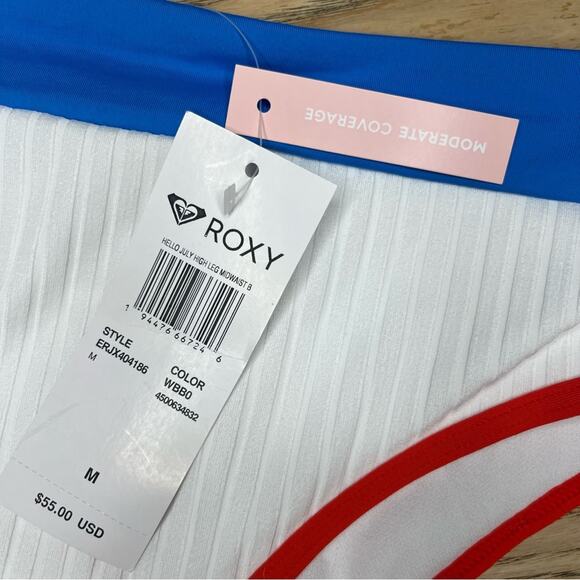 MODERATE COVERAGE
ROXY
HELLO JULY HIGH LEG MIDWAIST B
1 94476 66724 6
STYLE
ERJX404186
M
COLOR
WBB0
4500634832
M
$55.00 USD